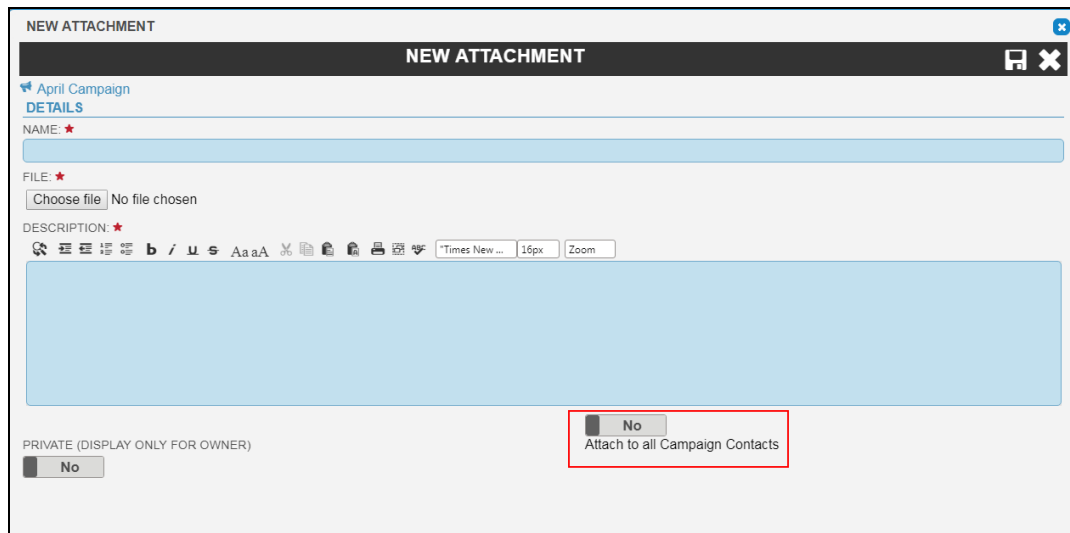 NEW ATTACHMENT
NEW ATTACHMENT
April Campaign
DETAILS
NAME: ★
FILE: ★
Choose file No file chosen
DESCRIPTION: ★
b i u s AaaA ABC "Times New ... 16px Zoom
No
Attach to all Campaign Contacts
PRIVATE (DISPLAY ONLY FOR OWNER)
No